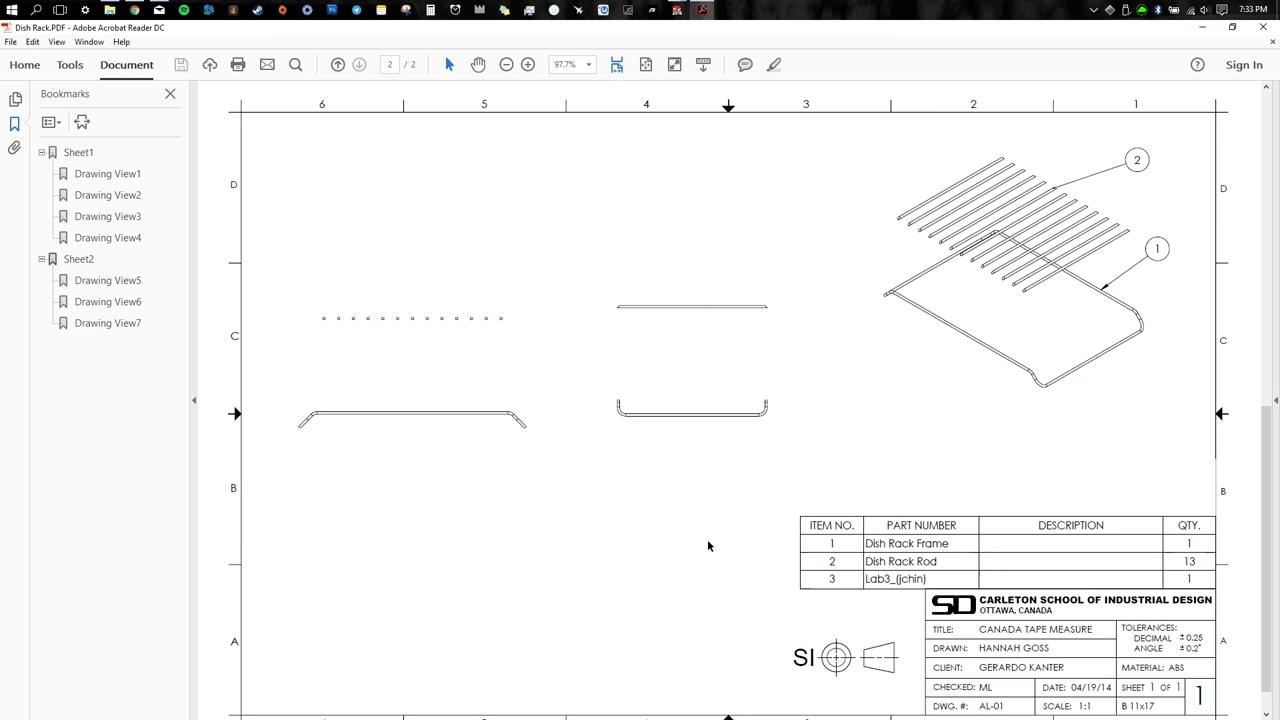 7:33 PM
Dish Rack.PDF - Adobe Acrobat Reader DC
File Edit View Window Help
Home Tools Document 2 / 2 97.7% Sign In
Bookmarks
Sheet1
Drawing View1
Drawing View2
Drawing View3
Drawing View4
Sheet2
Drawing View5
Drawing View6
Drawing View7
6 5 4 3 2 1
D D
2
1
C C
B B
ITEM NO. PART NUMBER DESCRIPTION QTY.
1 Dish Rack Frame 1
2 Dish Rack Rod 13
3 Lab3_(jchin) 1
SD CARLETON SCHOOL OF INDUSTRIAL DESIGN
OTTAWA, CANADA
TITLE: CANADA TAPE MEASURE TOLERANCES:
DECIMAL ± 0.25
A A
DRAWN: HANNAH GOSS ANGLE ± 0.2°
SI
CLIENT: GERARDO KANTER MATERIAL: ABS
CHECKED: ML DATE: 04/19/14 SHEET 1 OF 1 1
DWG. #: AL-01 SCALE: 1:1 B 11x17